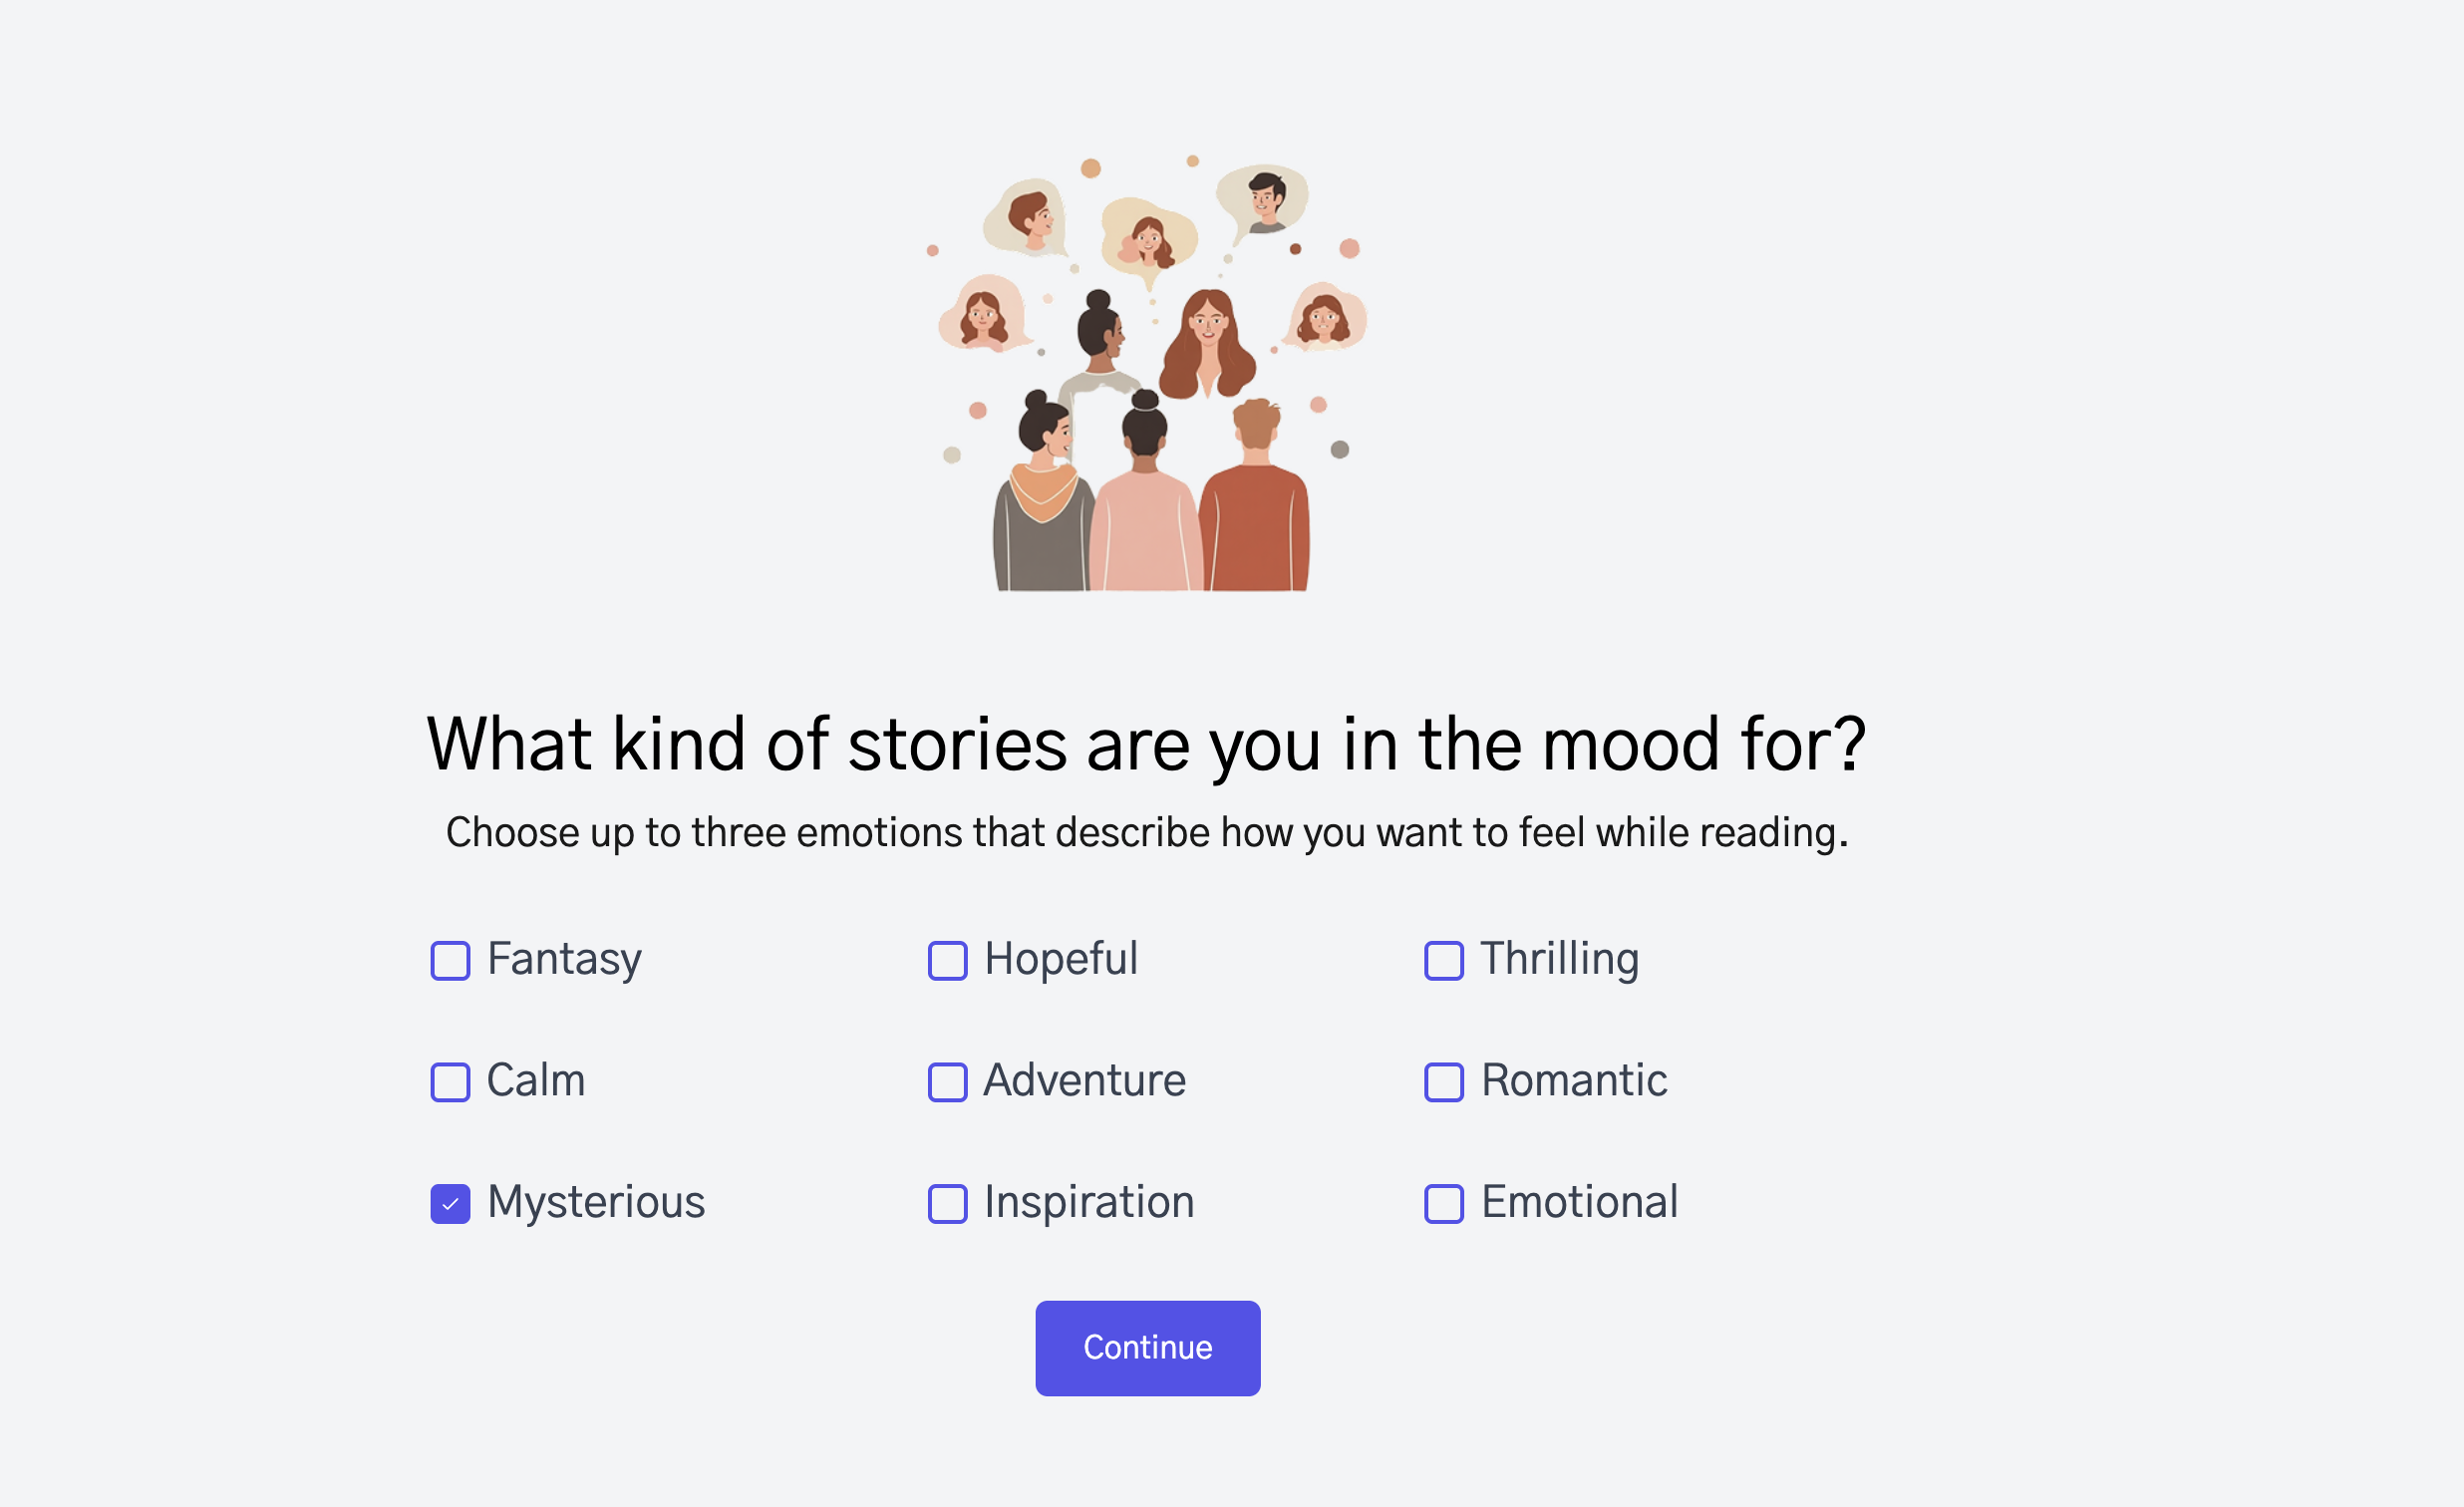 What kind of stories are you in the mood for?
Choose up to three emotions that describe how you want to feel while reading.
Fantasy
Hopeful
Thrilling
Calm
Adventure
Romantic
Mysterious
Inspiration
Emotional
Continue